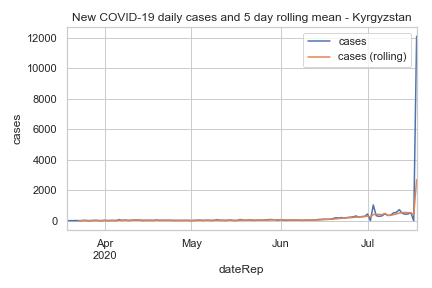 New COVID-19 daily cases and 5 day rolling mean - Kyrgyzstan
cases
cases (rolling)
12000
10000
8000
6000
4000
2000
0
cases
Apr
2020
May
Jun
Jul
dateRep